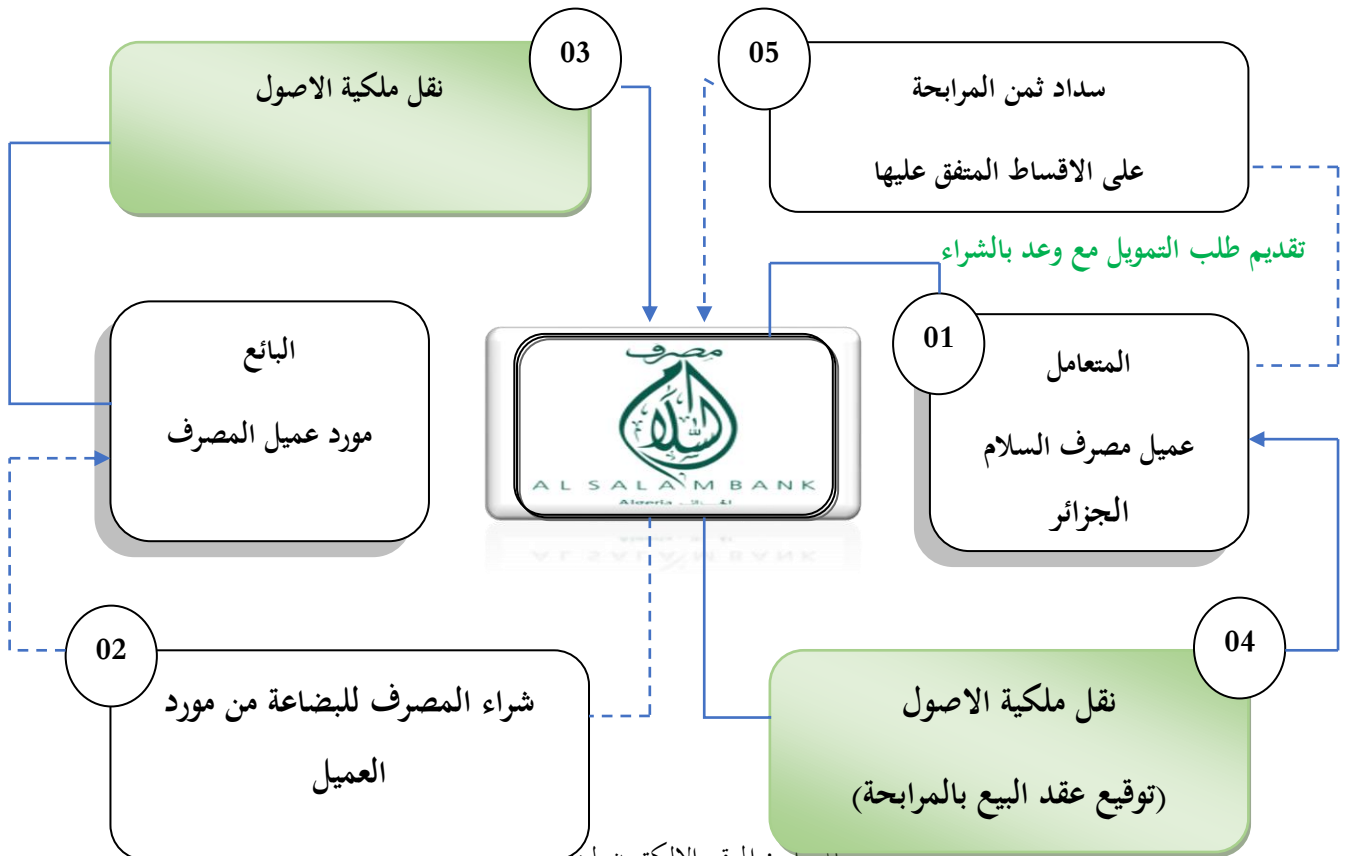 03
نقل ملكية الاصول
05
سداد ثمن المرابحة
على الاقساط المتفق عليها
تقديم طلب التمويل مع وعد بالشراء
01
المتعامل
عميل مصرف السلام
الجزائر
البائع
مورد عميل المصرف
مصرف
السلام
AL SALAM BANK
Algeria
02
شراء المصرف للبضاعة من مورد
العميل
04
نقل ملكية الاصول
(توقيع عقد البيع بالمرابحة)